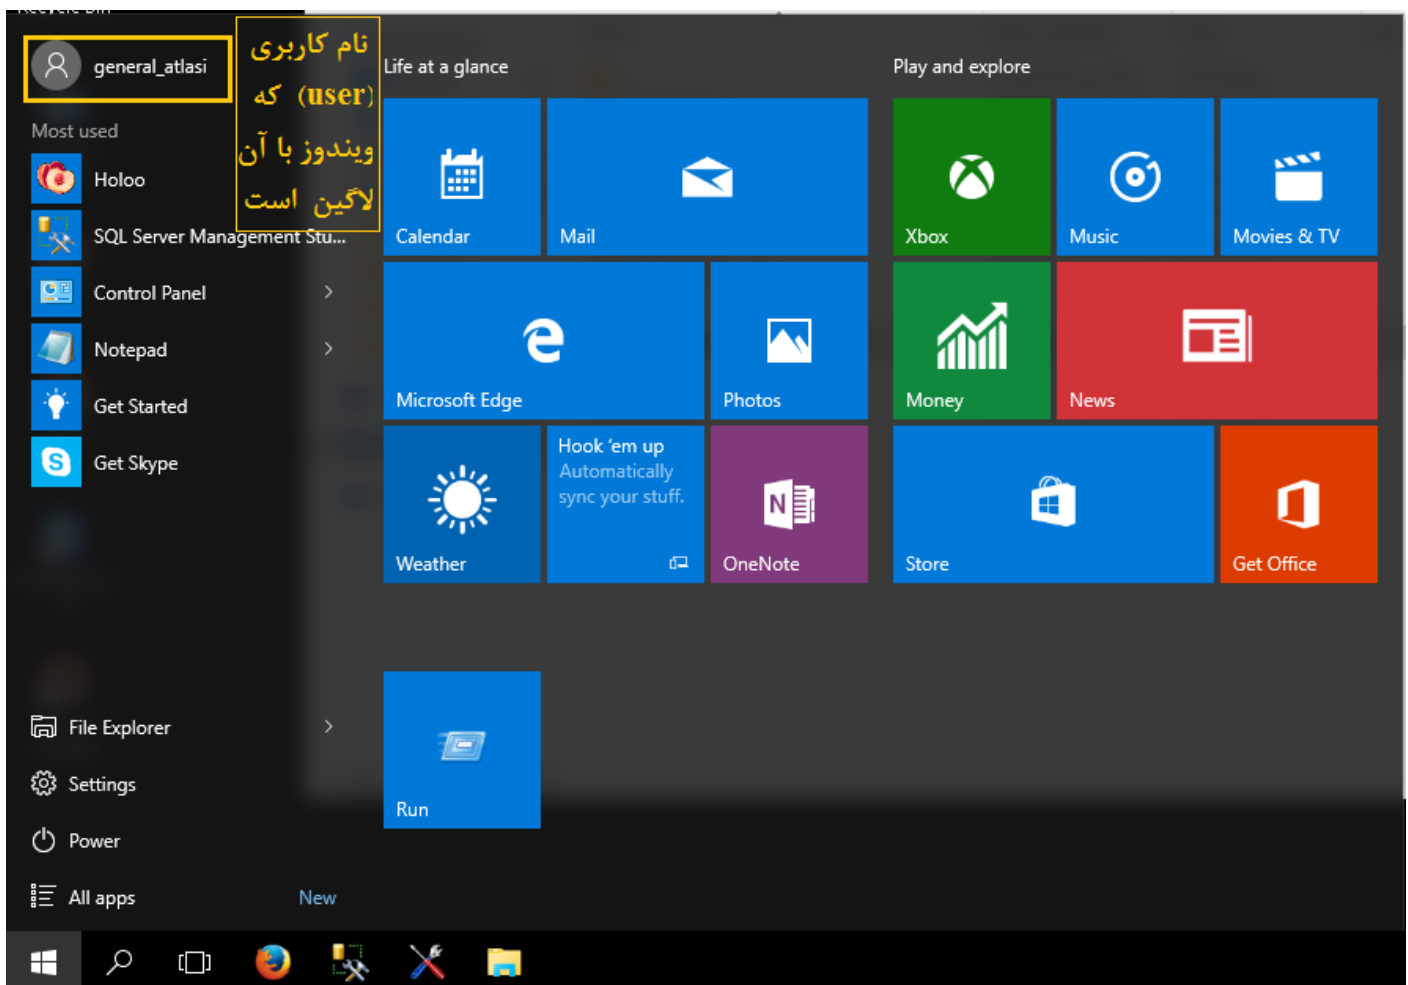 general_atlasi
نام کاربری
(user) که
ویندوز با آن
لاگین است
Most used
Holoo
SQL Server Management Stu...
Control Panel
Notepad
Get Started
Get Skype
File Explorer
Settings
Power
All apps
New
Life at a glance
Calendar
Mail
Microsoft Edge
Photos
Weather
Hook ‘em up
Automatically
sync your stuff.
OneNote
Run
Play and explore
Xbox
Music
Movies & TV
Money
News
Store
Get Office